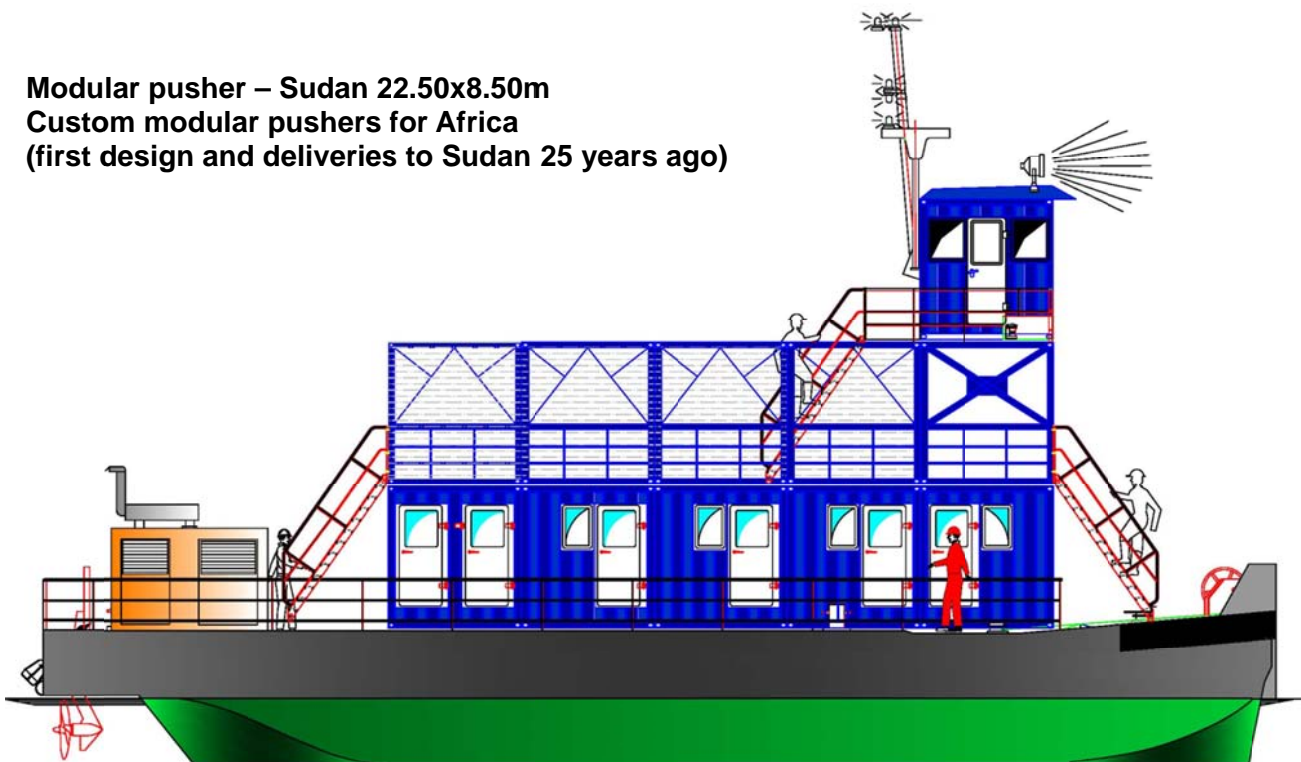 Modular pusher – Sudan 22.50x8.50m
Custom modular pushers for Africa
(first design and deliveries to Sudan 25 years ago)